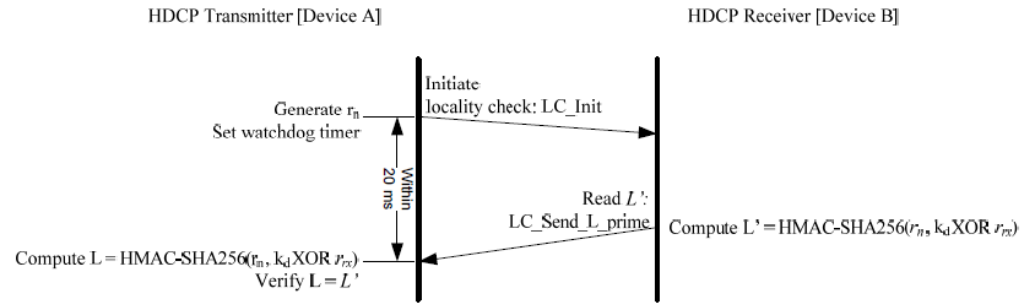 HDCP Transmitter [Device A]
HDCP Receiver [Device B]
Initiate
locality check: LC_Init
Generate rn
Set watchdog timer
Within
20 ms
Read L’:
LC_Send_L_prime
Compute L’ = HMAC-SHA256(rn, kd XOR rrx)
Compute L = HMAC-SHA256(rn, kd XOR rrx)
Verify L = L’